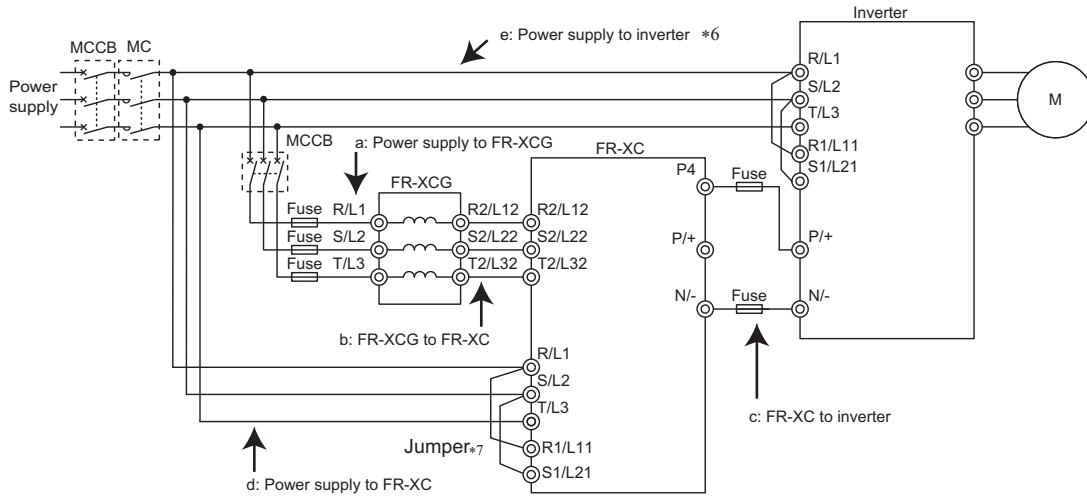 Inverter
e: Power supply to inverter *6
MCCB MC
R/L1
S/L2
T/L3
R1/L11
S1/L21
P/+
N/-
M
Power
supply
MCCB
a: Power supply to FR-XCG
FR-XCG
FR-XC
P4
Fuse
Fuse R/L1 R2/L12 R2/L12
Fuse S/L2 S2/L22 S2/L22
Fuse T/L3 T2/L32 T2/L32
P/+
N/- Fuse
b: FR-XCG to FR-XC
R/L1
S/L2
T/L3
Jumper*7 R1/L11
S1/L21
c: FR-XC to inverter
d: Power supply to FR-XC